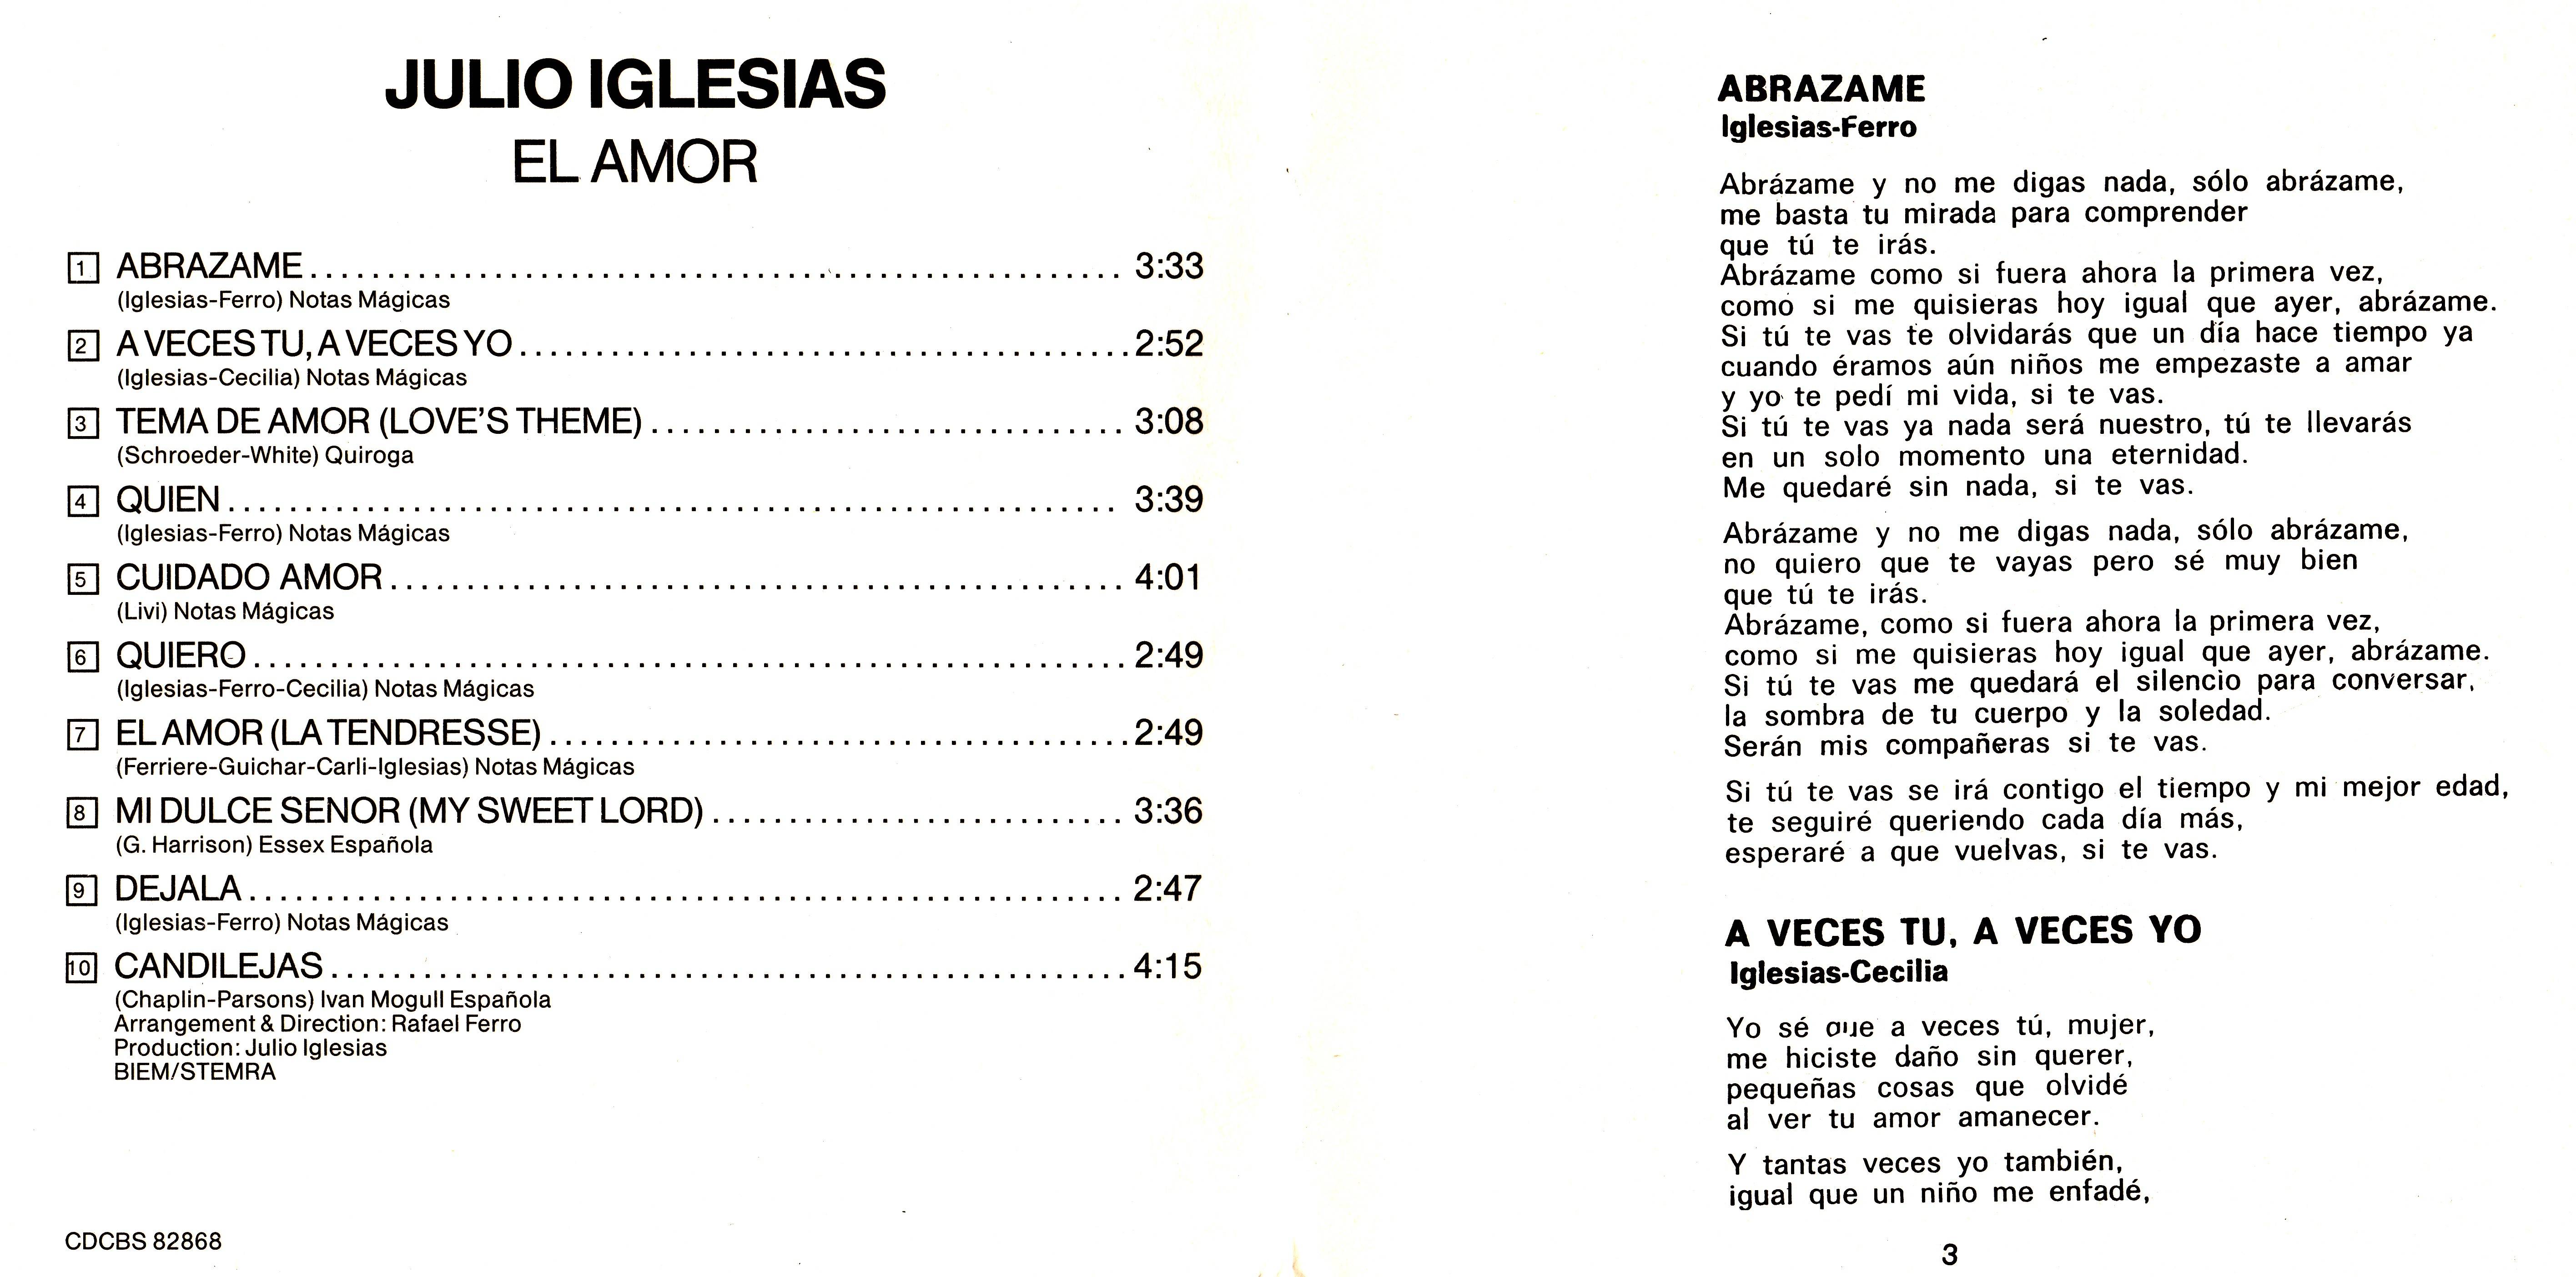 JULIO IGLESIAS
EL AMOR
1 ABRAZAME 3:33
(Iglesias-Ferro) Notas Mágicas
2 A VECES TU, A VECES YO 2:52
(Iglesias-Cecilia) Notas Mágicas
3 TEMA DE AMOR (LOVE'S THEME) 3:08
(Schroeder-White) Quiroga
4 QUIEN 3:39
(Iglesias-Ferro) Notas Mágicas
5 CUIDADO AMOR 4:01
(Livi) Notas Mágicas
6 QUIERO 2:49
(Iglesias-Ferro-Cecilia) Notas Mágicas
7 EL AMOR (LA TENDRESSE) 2:49
(Ferriere-Guichar-Carli-Iglesias) Notas Mágicas
8 MI DULCE SENOR (MY SWEET LORD) 3:36
(G. Harrison) Essex Española
9 DEJALA 2:47
(Iglesias-Ferro) Notas Mágicas
10 CANDILEJAS 4:15
(Chaplin-Parsons) Ivan Mogull Española
Arrangement & Direction: Rafael Ferro
Production: Julio Iglesias
BIEM/STEMRA
CDCBS 82868
ABRAZAME
Iglesias-Ferro
Abrázame y no me digas nada, sólo abrázame,
me basta tu mirada para comprender
que tú te irás.
Abrázame como si fuera ahora la primera vez,
como si me quisieras hoy igual que ayer, abrázame.
Si tú te vas te olvidarás que un día hace tiempo ya
cuando éramos aún niños me empezaste a amar
y yo te pedí mi vida, si te vas.
Si tú te vas ya nada será nuestro, tú te llevarás
en un solo momento una eternidad.
Me quedaré sin nada, si te vas.
Abrázame y no me digas nada, sólo abrázame,
no quiero que te vayas pero sé muy bien
que tú te irás.
Abrázame, como si fuera ahora la primera vez,
como si me quisieras hoy igual que ayer, abrázame.
Si tú te vas me quedará el silencio para conversar,
la sombra de tu cuerpo y la soledad.
Serán mis compañeras si te vas.
Si tú te vas se irá contigo el tiempo y mi mejor edad,
te seguiré queriendo cada día más,
esperaré a que vuelvas, si te vas.
A VECES TU, A VECES YO
Iglesias-Cecilia
Yo sé que a veces tú, mujer,
me hiciste daño sin querer,
pequeñas cosas que olvidé
al ver tu amor amanecer.
Y tantas veces yo también,
igual que un niño me enfadé,
3